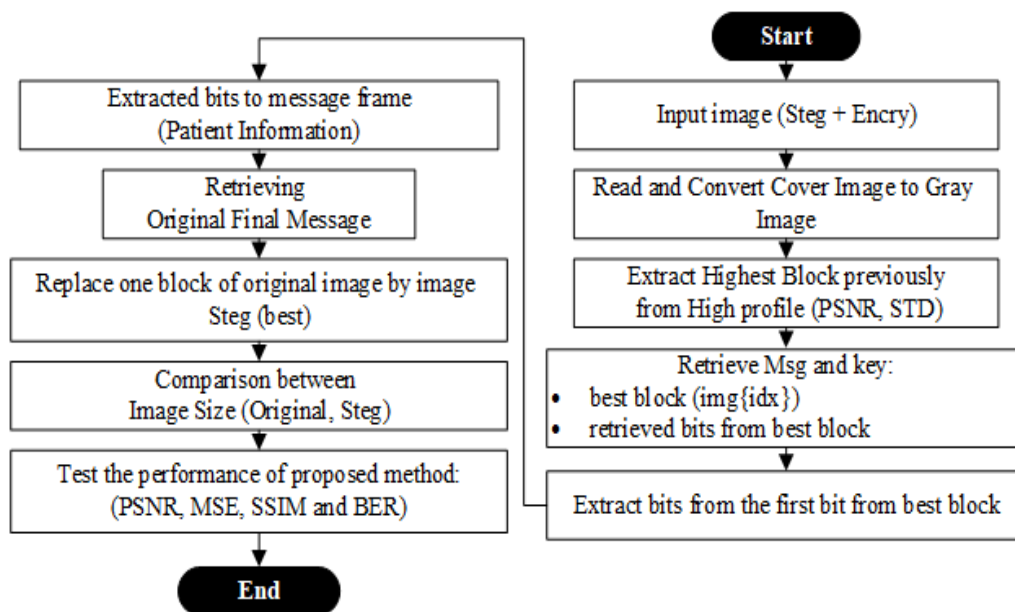 Start
Input image (Steg + Encry)
Read and Convert Cover Image to Gray
Image
Extract Highest Block previously
from High profile (PSNR, STD)
Retrieve Msg and key:
• best block (img{idx})
• retrieved bits from best block
Extract bits from the first bit from best block
Extracted bits to message frame
(Patient Information)
Retrieving
Original Final Message
Replace one block of original image by image
Steg (best)
Comparison between
Image Size (Original, Steg)
Test the performance of proposed method:
(PSNR, MSE, SSIM and BER)
End